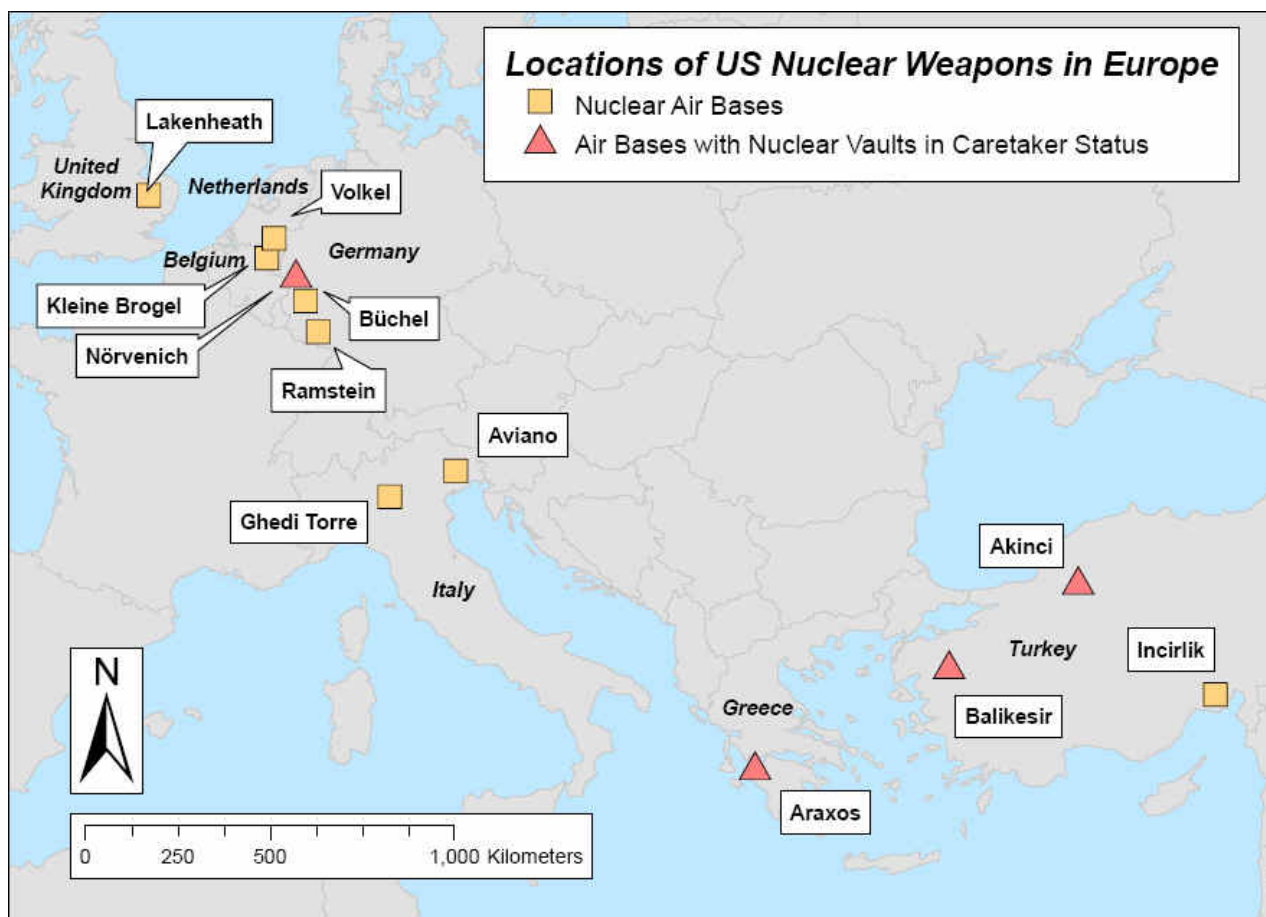 Locations of US Nuclear Weapons in Europe
Nuclear Air Bases
Air Bases with Nuclear Vaults in Caretaker Status
Lakenheath
United
Kingdom
Netherlands
Volkel
Belgium
Germany
Kleine Brogel
Büchel
Nörvenich
Ramstein
Aviano
Ghedi Torre
Italy
Akinci
Turkey
Incirlik
Balikesir
Greece
Araxos
N
0 250 500 1,000 Kilometers